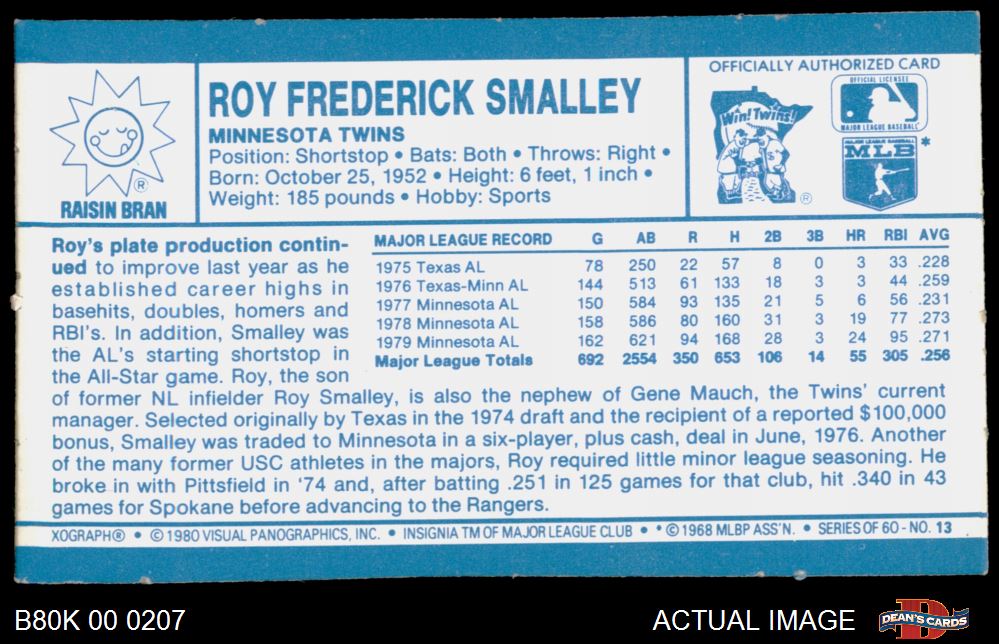 RAISIN BRAN
®
ROY FREDERICK SMALLEY
MINNESOTA TWINS
Position: Shortstop • Bats: Both • Throws: Right •
Born: October 25, 1952 • Height: 6 feet, 1 inch •
Weight: 185 pounds • Hobby: Sports
OFFICIALLY AUTHORIZED CARD
Win! Twins!
®
OFFICIAL LICENSEE
MAJOR LEAGUE BASEBALL
MAJOR LEAGUE BASEBALL
MLB *
Roy's plate production contin-
ued to improve last year as he
established career highs in
basehits, doubles, homers and
RBI's. In addition, Smalley was
the AL's starting shortstop in
the All-Star game. Roy, the son
of former NL infielder Roy Smalley, is also the nephew of Gene Mauch, the Twins' current
manager. Selected originally by Texas in the 1974 draft and the recipient of a reported $100,000
bonus, Smalley was traded to Minnesota in a six-player, plus cash, deal in June, 1976. Another
of the many former USC athletes in the majors, Roy required little minor league seasoning. He
broke in with Pittsfield in '74 and, after batting .251 in 125 games for that club, hit .340 in 43
games for Spokane before advancing to the Rangers.
MAJOR LEAGUE RECORD G AB R H 2B 3B HR RBI AVG
1975 Texas AL 78 250 22 57 8 0 3 33 .228
1976 Texas-Minn AL 144 513 61 133 18 3 3 44 .259
1977 Minnesota AL 150 584 93 135 21 5 6 56 .231
1978 Minnesota AL 158 586 80 160 31 3 19 77 .273
1979 Minnesota AL 162 621 94 168 28 3 24 95 .271
Major League Totals 692 2554 350 653 106 14 55 305 .256
XOGRAPH® • © 1980 VISUAL PANOGRAPHICS, INC. • INSIGNIA TM OF MAJOR LEAGUE CLUB • * © 1968 MLBP ASS'N. • SERIES OF 60 - NO. 13
B80K 00 0207
ACTUAL IMAGE
DEAN'S CARDS